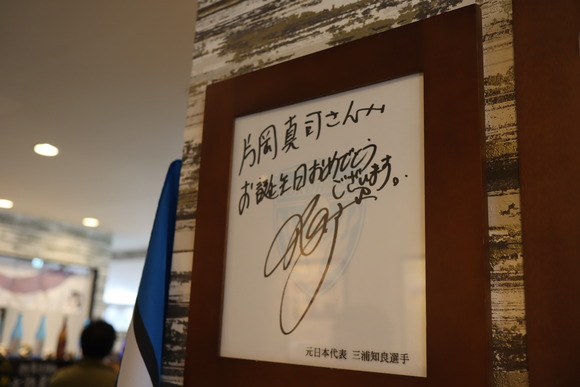 片岡真司さんへ
お誕生日おめでとう
ございます。
元日本代表 三浦知良選手